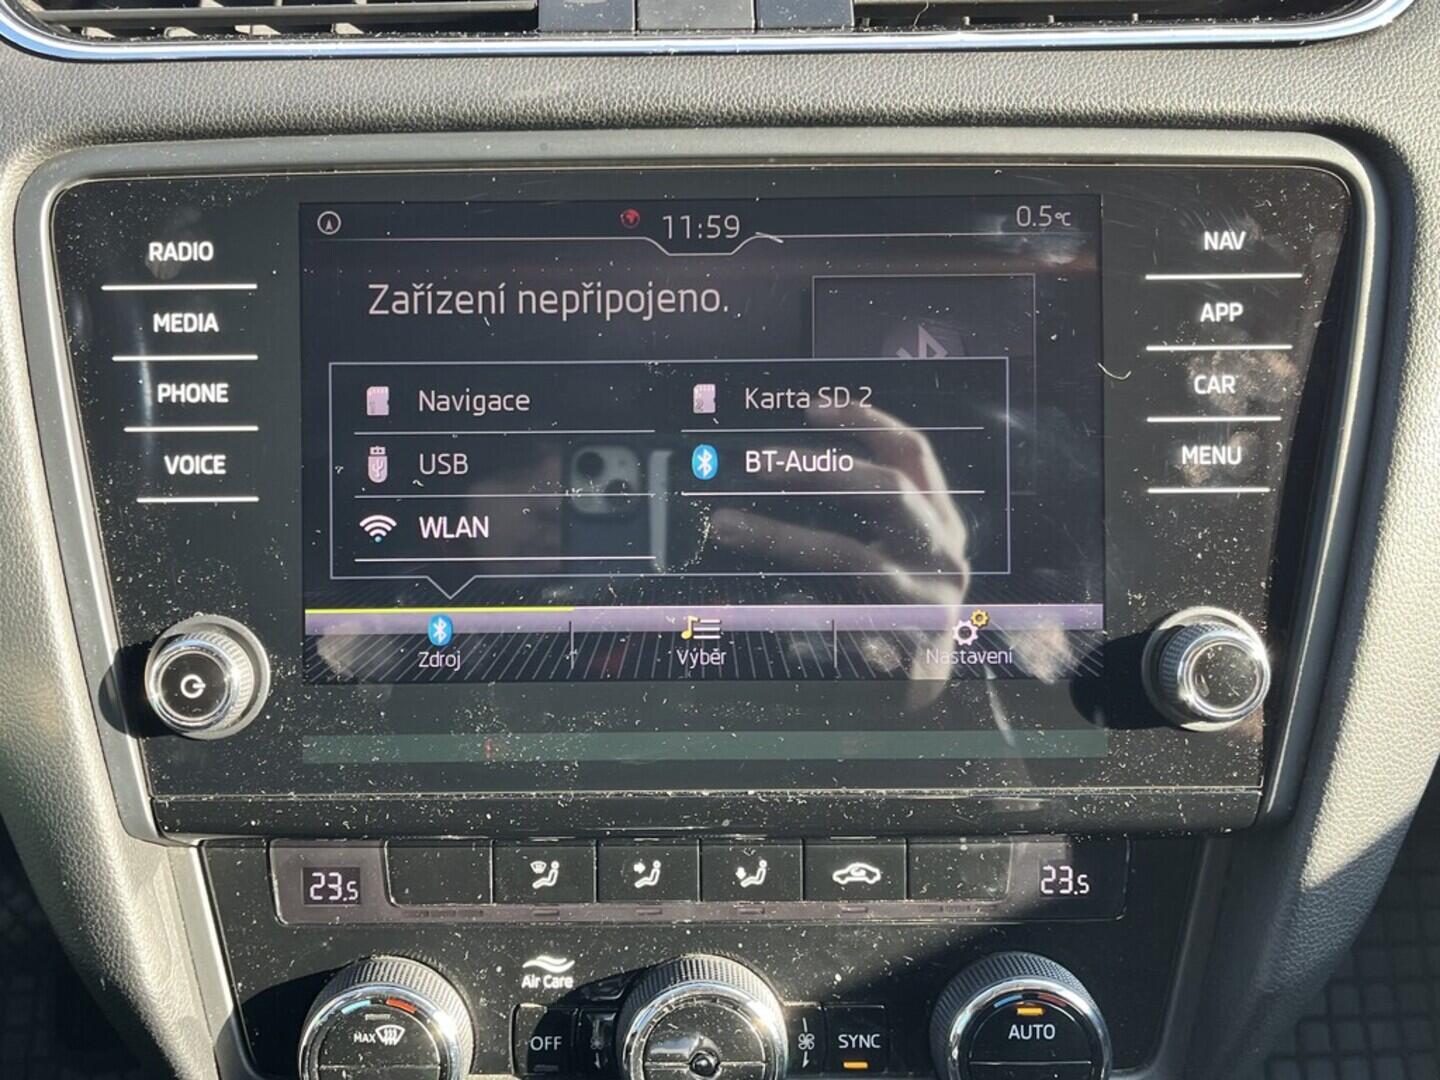 RADIO
MEDIA
PHONE
VOICE
11:59
0.5°C
Zařízení nepřipojeno.
Navigace
Karta SD 2
USB
BT-Audio
WLAN
Zdroj
Výběr
Nastavení
NAV
APP
CAR
MENU
23.5
23.5
Air Care
MAX
OFF
SYNC
AUTO